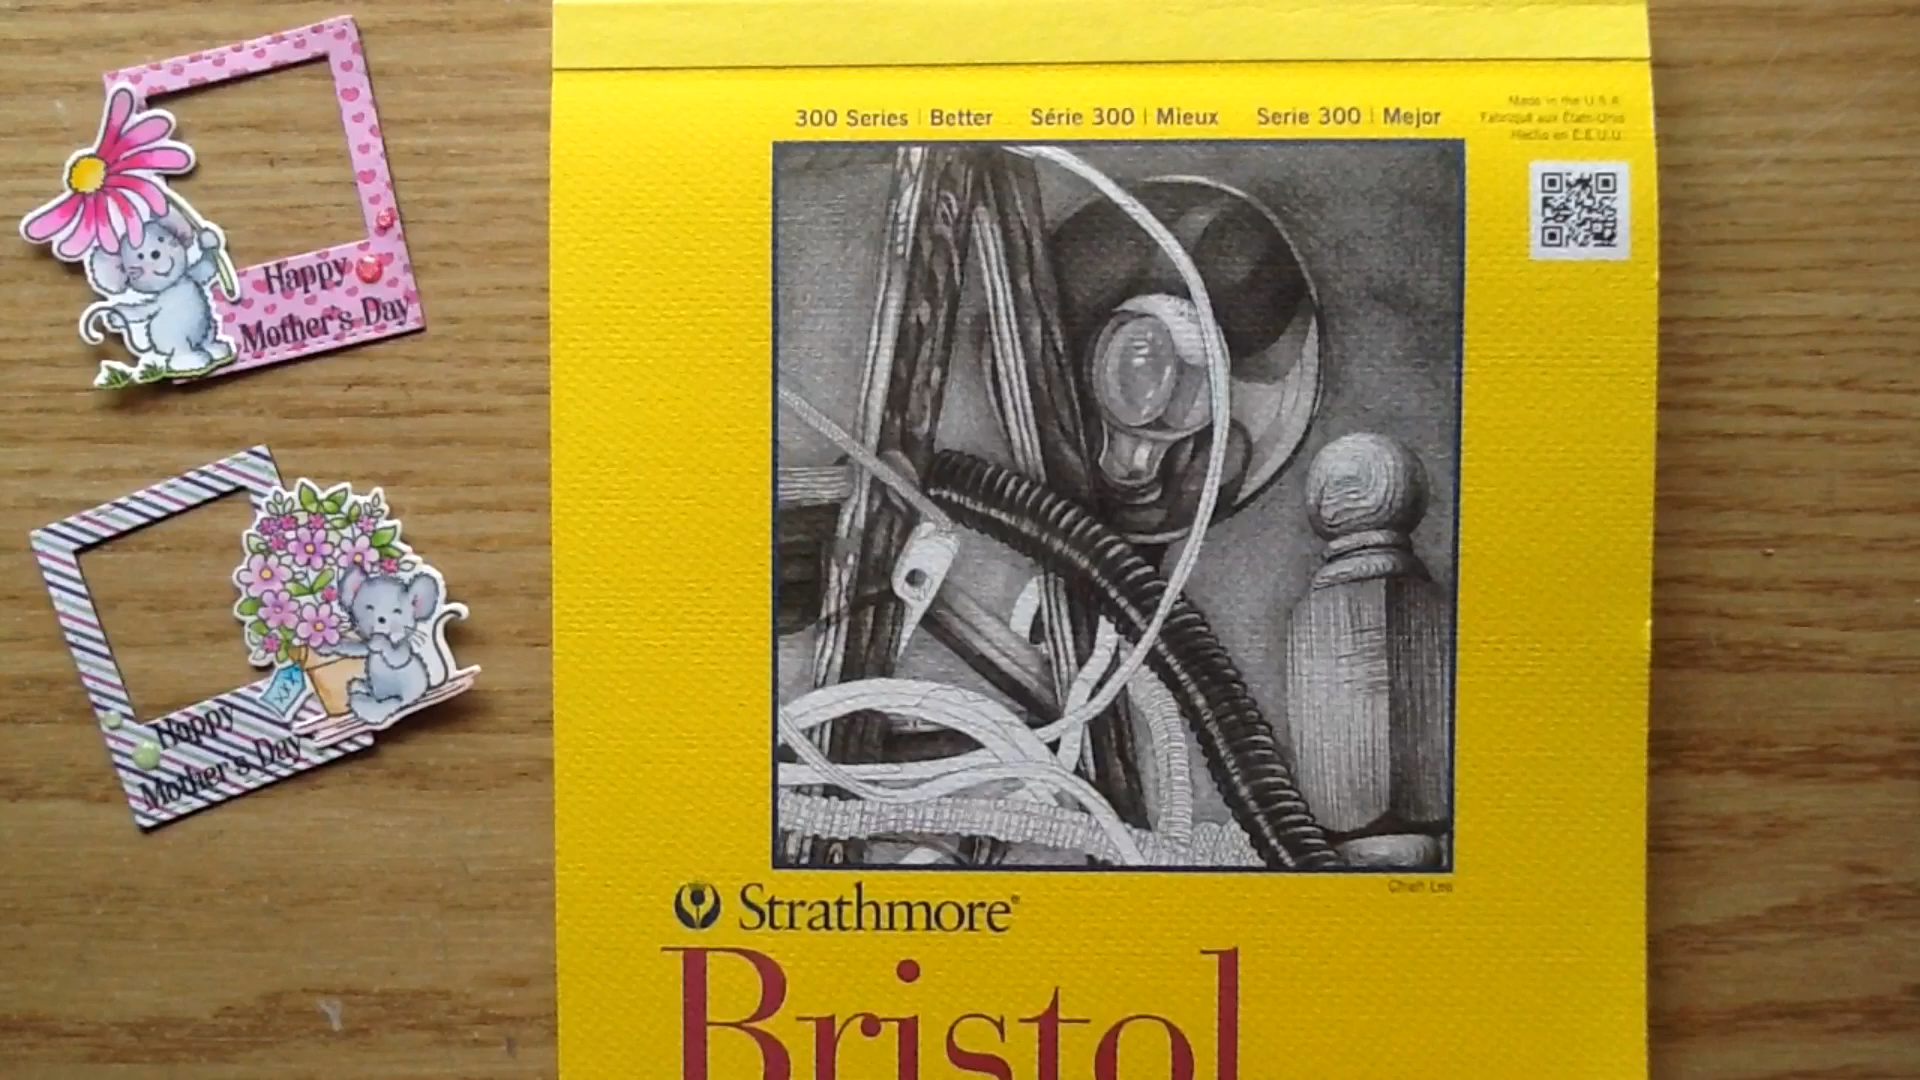 Happy
Mother's Day
Happy
Mother's Day
300 Series | Better Série 300 | Mieux Serie 300 | Mejor
Made in the U.S.A.
Fabriqué aux États-Unis
Hecho en E.E.U.U.
Strathmore®
Bristol